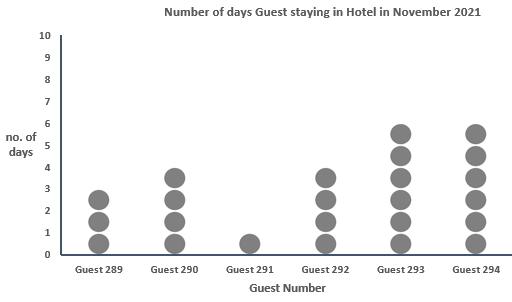 Number of days Guest staying in Hotel in November 2021
10
9
8
7
6
5
4
3
2
1
0
no. of
days
Guest 289 Guest 290 Guest 291 Guest 292 Guest 293 Guest 294
Guest Number